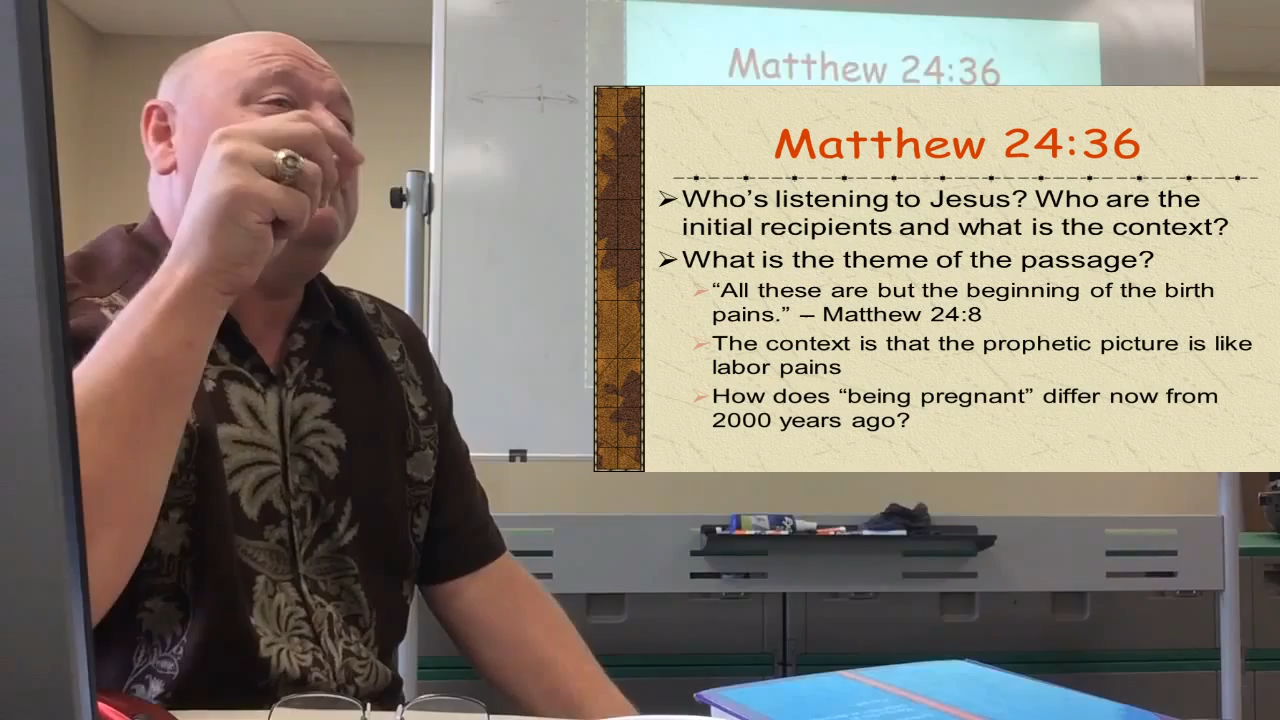 Matthew 24:36
Matthew 24:36
➢Who’s listening to Jesus? Who are the
initial recipients and what is the context?
➢What is the theme of the passage?
➢“All these are but the beginning of the birth
pains.” – Matthew 24:8
➢The context is that the prophetic picture is like
labor pains
➢How does “being pregnant” differ now from
2000 years ago?